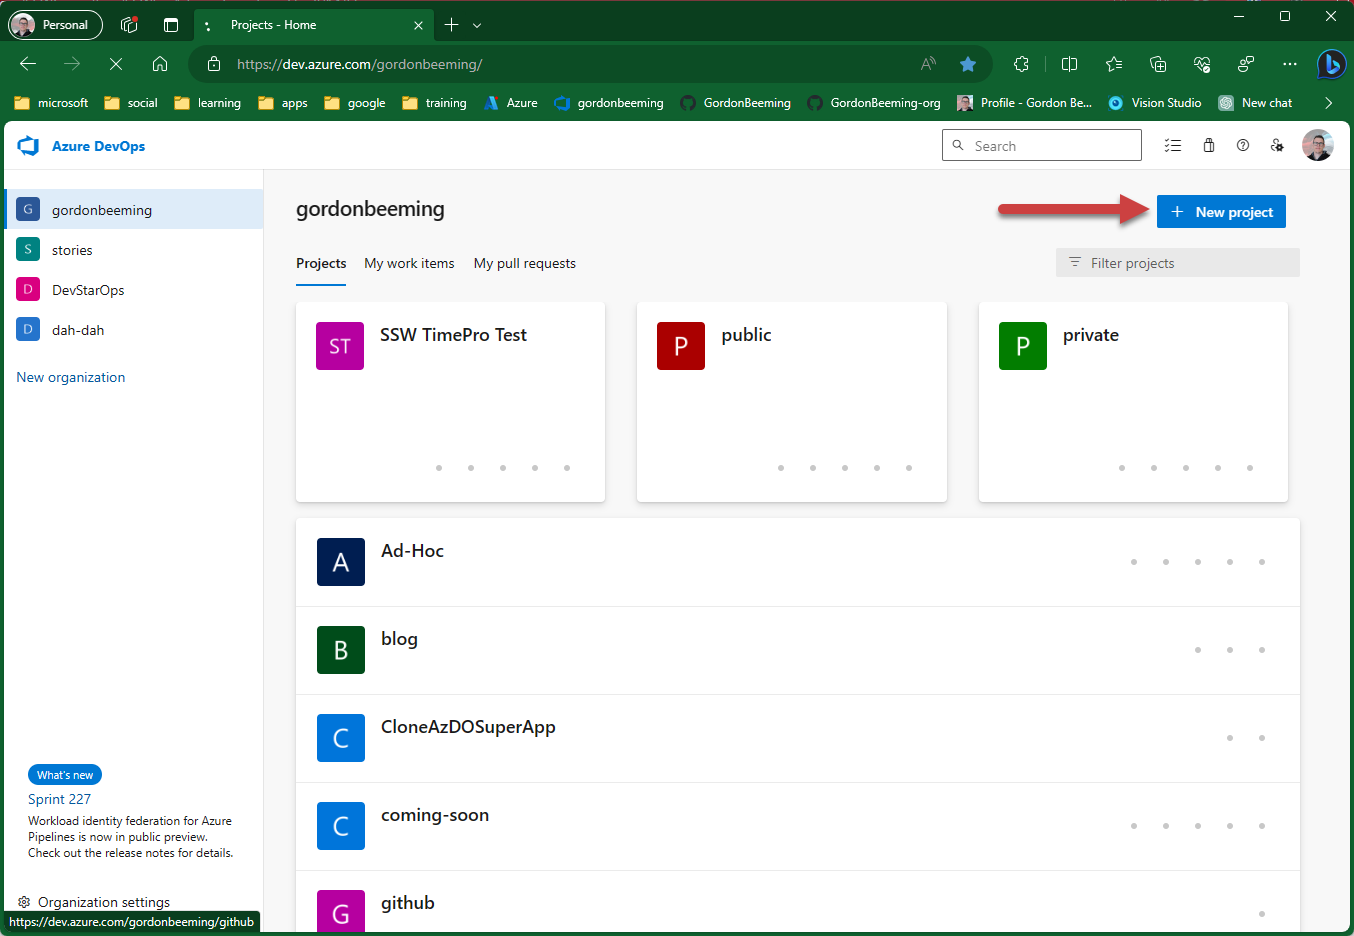 Personal
Projects - Home
https://dev.azure.com/gordonbeeming/
microsoft
social
learning
apps
google
training
Azure
gordonbeeming
GordonBeeming
GordonBeeming-org
Profile - Gordon Be...
Vision Studio
New chat
Azure DevOps
Search
G gordonbeeming
S stories
D DevStarOps
D dah-dah
New organization
gordonbeeming
+ New project
Projects
My work items
My pull requests
Filter projects
ST SSW TimePro Test
P public
P private
A Ad-Hoc
B blog
C CloneAzDOSuperApp
C coming-soon
G github
What's new
Sprint 227
Workload identity federation for Azure
Pipelines is now in public preview.
Check out the release notes for details.
Organization settings
https://dev.azure.com/gordonbeeming/github